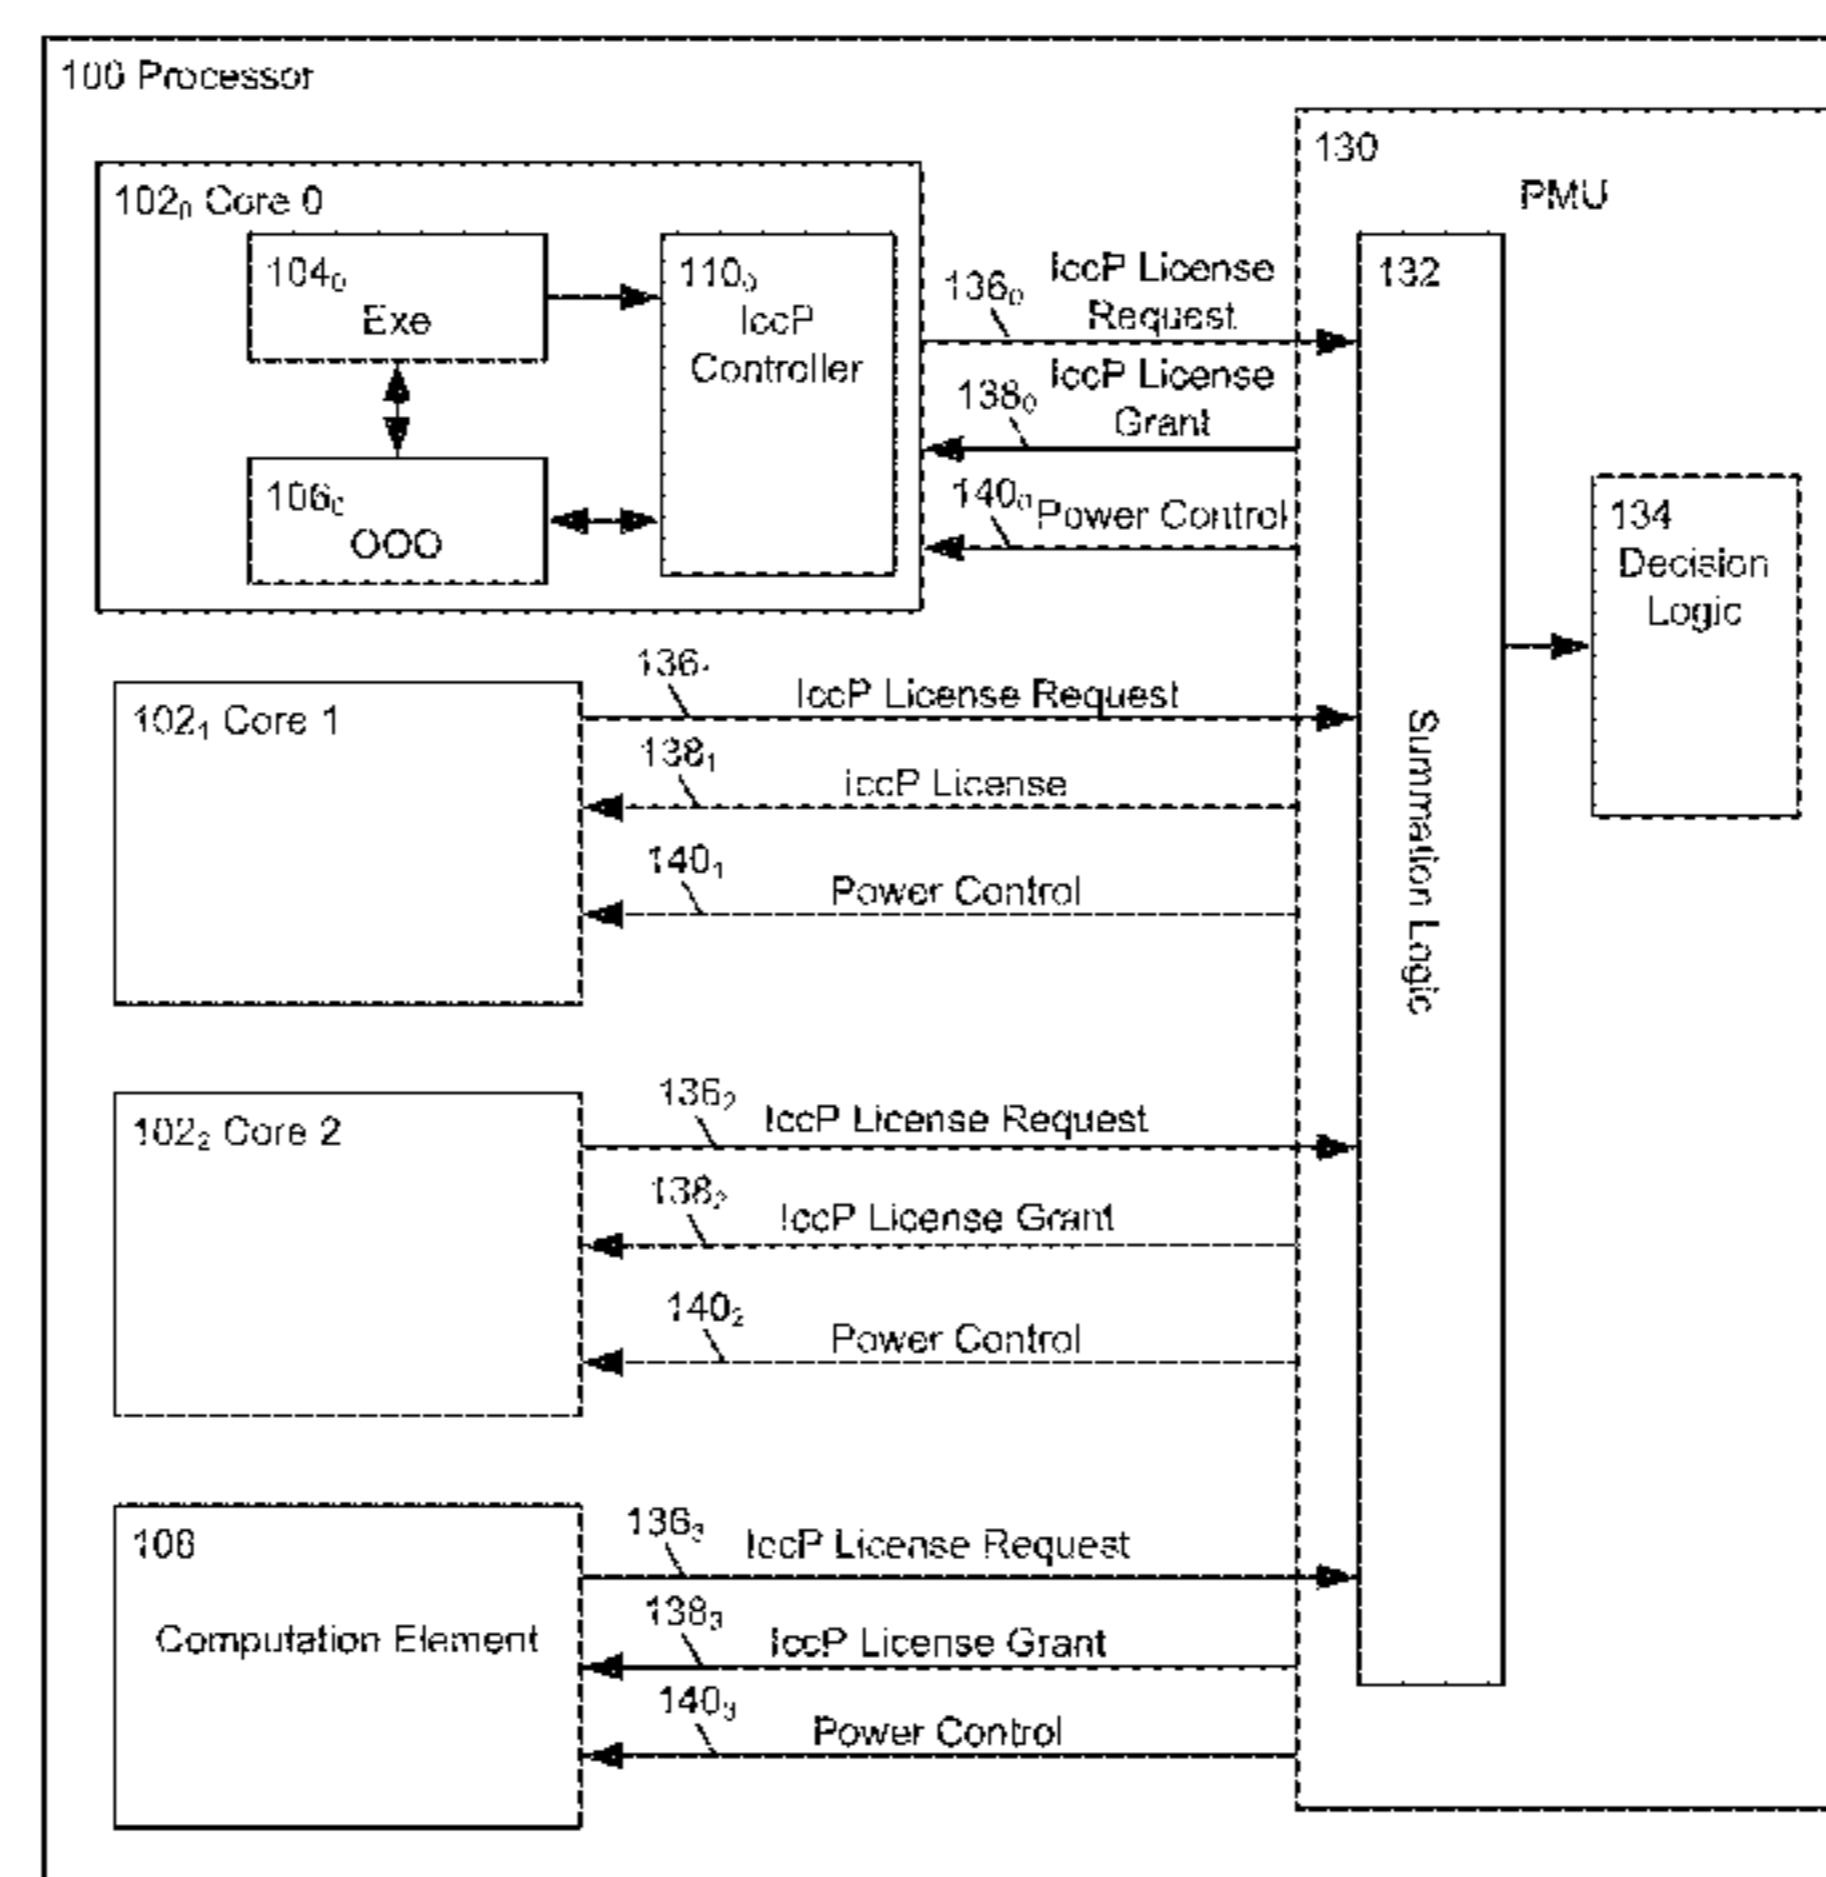 100 Processor
130
PMU
102₀ Core 0
104₀
Exe
110₀
IccP
Controller
106₀
OOO
136₀
IccP License
Request
138₀
IccP License
Grant
140₀ Power Control
132
Summation Logic
134
Decision
Logic
102₁ Core 1
136₁
IccP License Request
138₁
IccP License
140₁
Power Control
102₂ Core 2
136₂
IccP License Request
138₂
IccP License Grant
140₂
Power Control
108
Computation Element
136₃
IccP License Request
138₃
IccP License Grant
140₃
Power Control